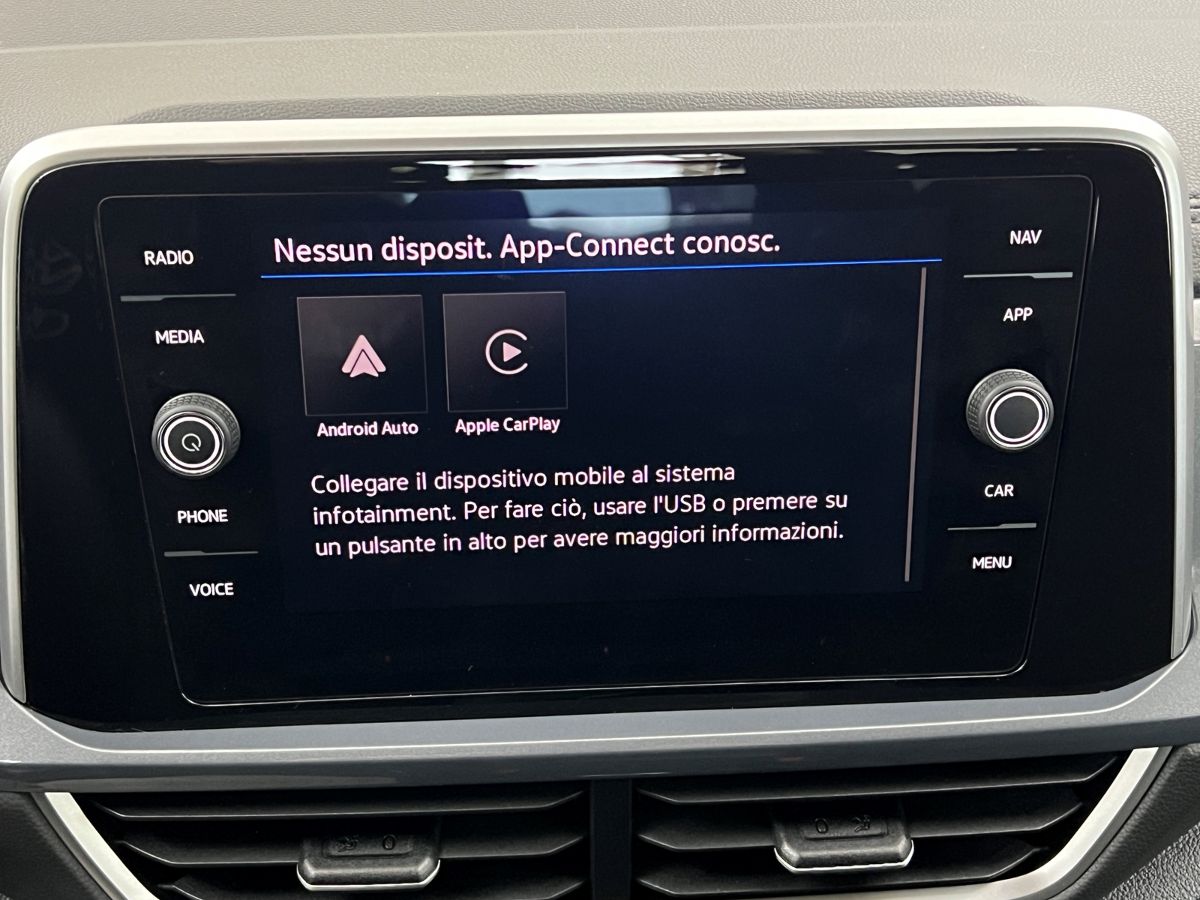 RADIO
MEDIA
PHONE
VOICE
Nessun disposit. App-Connect conosc.
Android Auto
Apple CarPlay
Collegare il dispositivo mobile al sistema
infotainment. Per fare ciò, usare l'USB o premere su
un pulsante in alto per avere maggiori informazioni.
NAV
APP
CAR
MENU